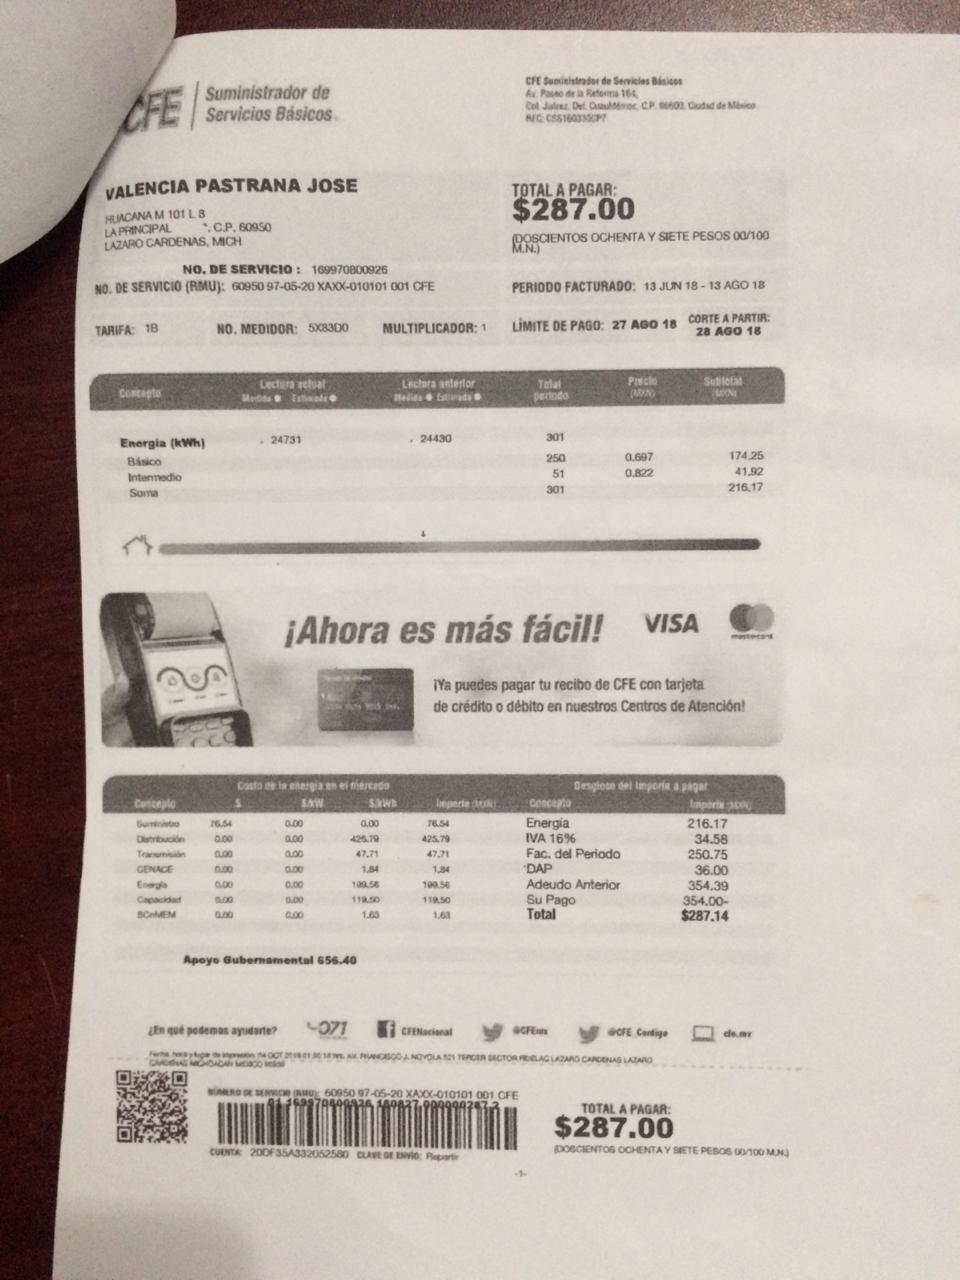 CFE Suministrador de
Servicios Básicos
CFE Suministrador de Servicios Básicos
Av. Paseo de la Reforma 164,
Col. Juárez, Del. Cuauhtémoc, C.P. 06600, Ciudad de México
RFC: CSS160330CP7
VALENCIA PASTRANA JOSE
HUACANA M 101 L 8
LA PRINCIPAL *. C.P. 60950
LAZARO CARDENAS, MICH
TOTAL A PAGAR:
$287.00
(DOSCIENTOS OCHENTA Y SIETE PESOS 00/100
M.N.)
NO. DE SERVICIO : 169970800926
NO. DE SERVICIO (RMU): 60950 97-05-20 XAXX-010101 001 CFE
PERIODO FACTURADO: 13 JUN 18 - 13 AGO 18
TARIFA: 1B NO. MEDIDOR: 5X83D0 MULTIPLICADOR: 1
LÍMITE DE PAGO: 27 AGO 18 CORTE A PARTIR:
28 AGO 18
Concepto Lectura actual Lectura anterior Total periodo Precio (MXN) Subtotal (MXN)
Medida Estimada Medida Estimada
Energía (kWh) 24731 24430 301
Básico 250 0.697 174.25
Intermedio 51 0.822 41.92
Suma 301 216.17
¡Ahora es más fácil! VISA mastercard
¡Ya puedes pagar tu recibo de CFE con tarjeta
de crédito o débito en nuestros Centros de Atención!
Costo de la energía en el mercado Desglose del importe a pagar
Concepto $ $/kW $/kWh Importe (MXN) Concepto Importe (MXN)
Suministro 76.54 0.00 0.00 76.54 Energía 216.17
Distribución 0.00 0.00 425.79 425.79 IVA 16% 34.58
Transmisión 0.00 0.00 47.71 47.71 Fac. del Periodo 250.75
CENACE 0.00 0.00 1.84 1.84 DAP 36.00
Energía 0.00 0.00 199.56 199.56 Adeudo Anterior 354.39
Capacidad 0.00 0.00 119.50 119.50 Su Pago 354.00-
SCnMEM 0.00 0.00 1.63 1.63 Total $287.14
Apoyo Gubernamental 656.40
¿En qué podemos ayudarte? 071 CFENacional @CFEmx @CFE_Contigo cfe.mx
Fecha, hora y lugar de impresión: 04 OCT 2018 hrs. AV. FRANCISCO J. NOYOLA 521 TERCER SECTOR FIDELAC LAZARO CARDENAS LAZARO
CARDENAS MICHOACAN MEXICO
NÚMERO DE SERVICIO (RMU): 60950 97-05-20 XAXX-010101 001 CFE
01 169970800926 180827 000000287 2
CUENTA: 20DF35A332052580 CLAVE DE ENVÍO: Repartir
TOTAL A PAGAR:
$287.00
(DOSCIENTOS OCHENTA Y SIETE PESOS 00/100 M.N.)
-1-